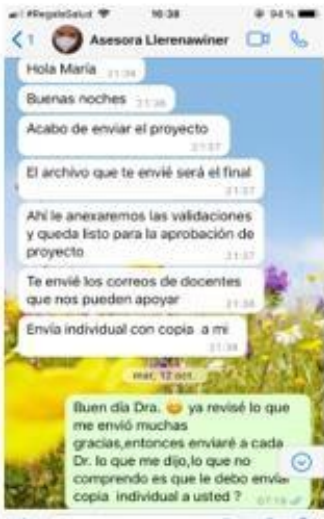 #RegalaSalud
16:38
94%
1
Asesora Llerenawiner
Hola María
21:36
Buenas noches
21:36
Acabo de enviar el proyecto
21:37
El archivo que te envié será el final
21:37
Ahí le anexaremos las validaciones
y queda listo para la aprobación de
proyecto
21:37
Te envié los correos de docentes
que nos pueden apoyar
21:38
Envía individual con copia a mi
21:38
mar, 12 oct.
Buen día Dra. 😊 ya revisé lo que
me envió muchas
gracias,entonces enviaré a cada
Dr. lo que me dijo,lo que no
comprendo es que le debo enviar
copia individual a usted ?
07:19